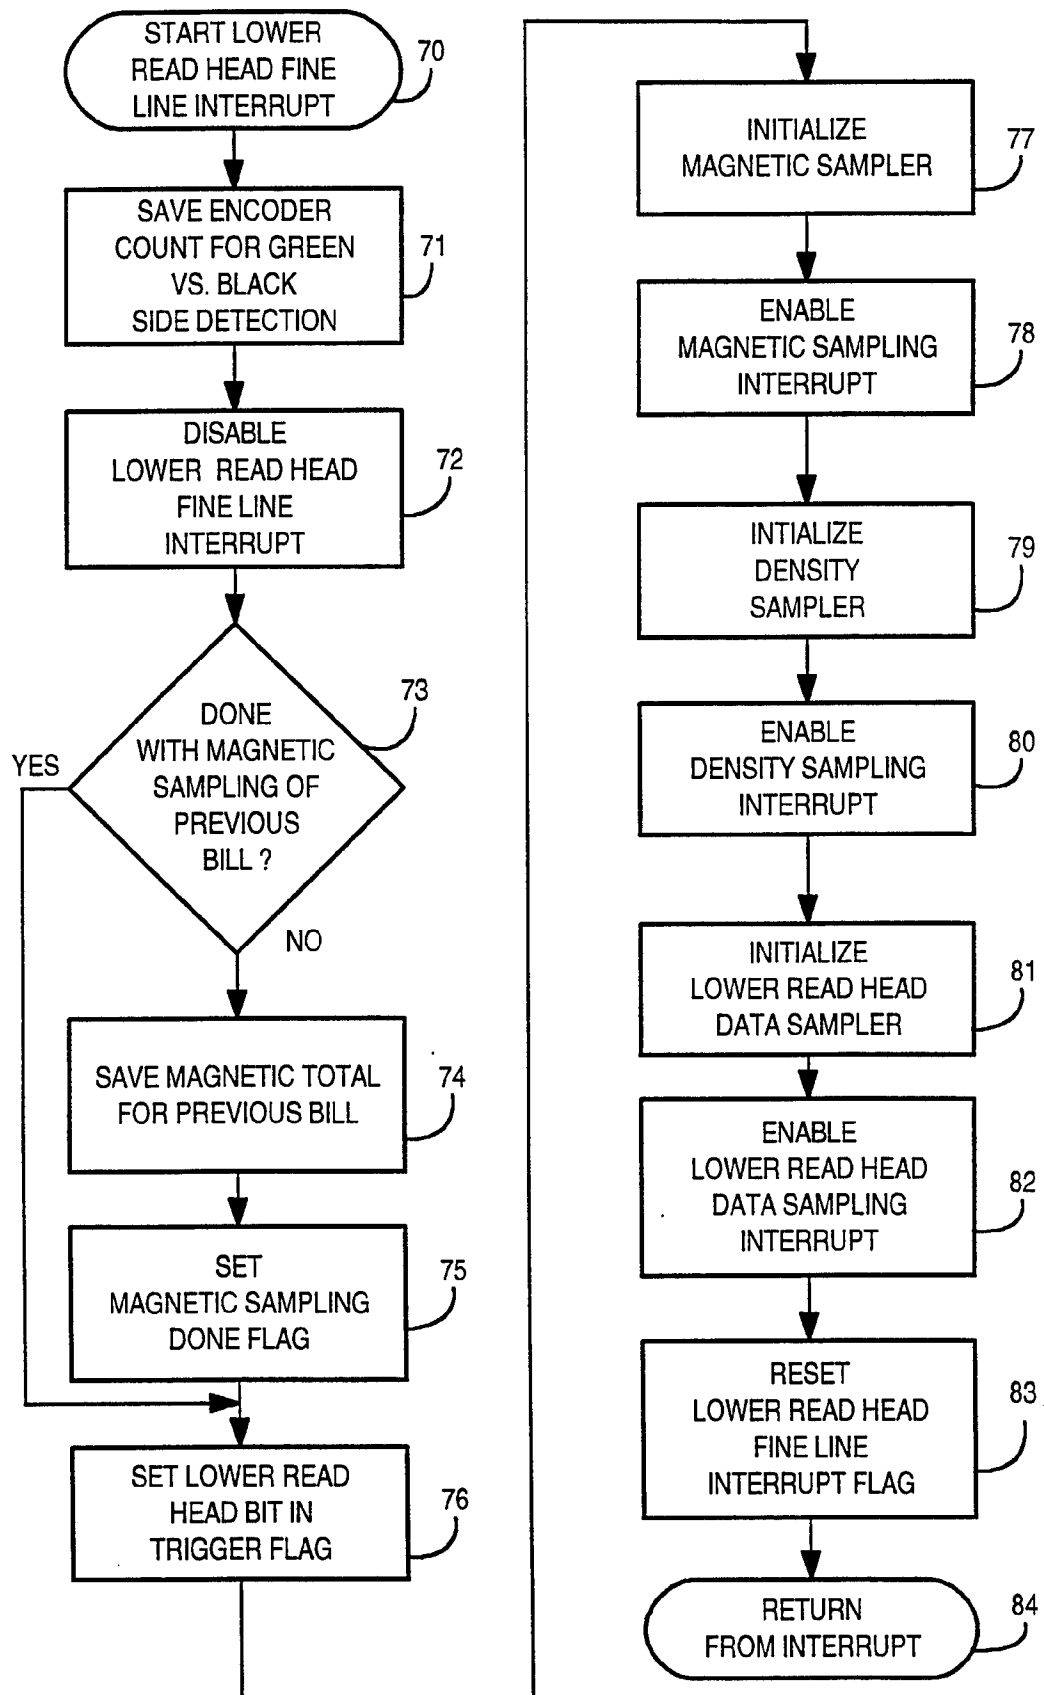 START LOWER
READ HEAD FINE
LINE INTERRUPT
70
SAVE ENCODER
COUNT FOR GREEN
VS. BLACK
SIDE DETECTION
71
DISABLE
LOWER READ HEAD
FINE LINE
INTERRUPT
72
DONE
WITH MAGNETIC
SAMPLING OF
PREVIOUS
BILL ?
73
YES
NO
SAVE MAGNETIC TOTAL
FOR PREVIOUS BILL
74
SET
MAGNETIC SAMPLING
DONE FLAG
75
SET LOWER READ
HEAD BIT IN
TRIGGER FLAG
76
INITIALIZE
MAGNETIC SAMPLER
77
ENABLE
MAGNETIC SAMPLING
INTERRUPT
78
INTIALIZE
DENSITY
SAMPLER
79
ENABLE
DENSITY SAMPLING
INTERRUPT
80
INITIALIZE
LOWER READ HEAD
DATA SAMPLER
81
ENABLE
LOWER READ HEAD
DATA SAMPLING
INTERRUPT
82
RESET
LOWER READ HEAD
FINE LINE
INTERRUPT FLAG
83
RETURN
FROM INTERRUPT
84